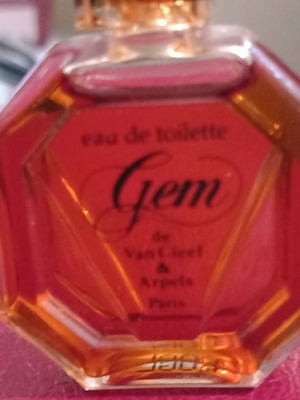 eau de toilette
Gem
de
Van Cleef
&
Arpels
Paris